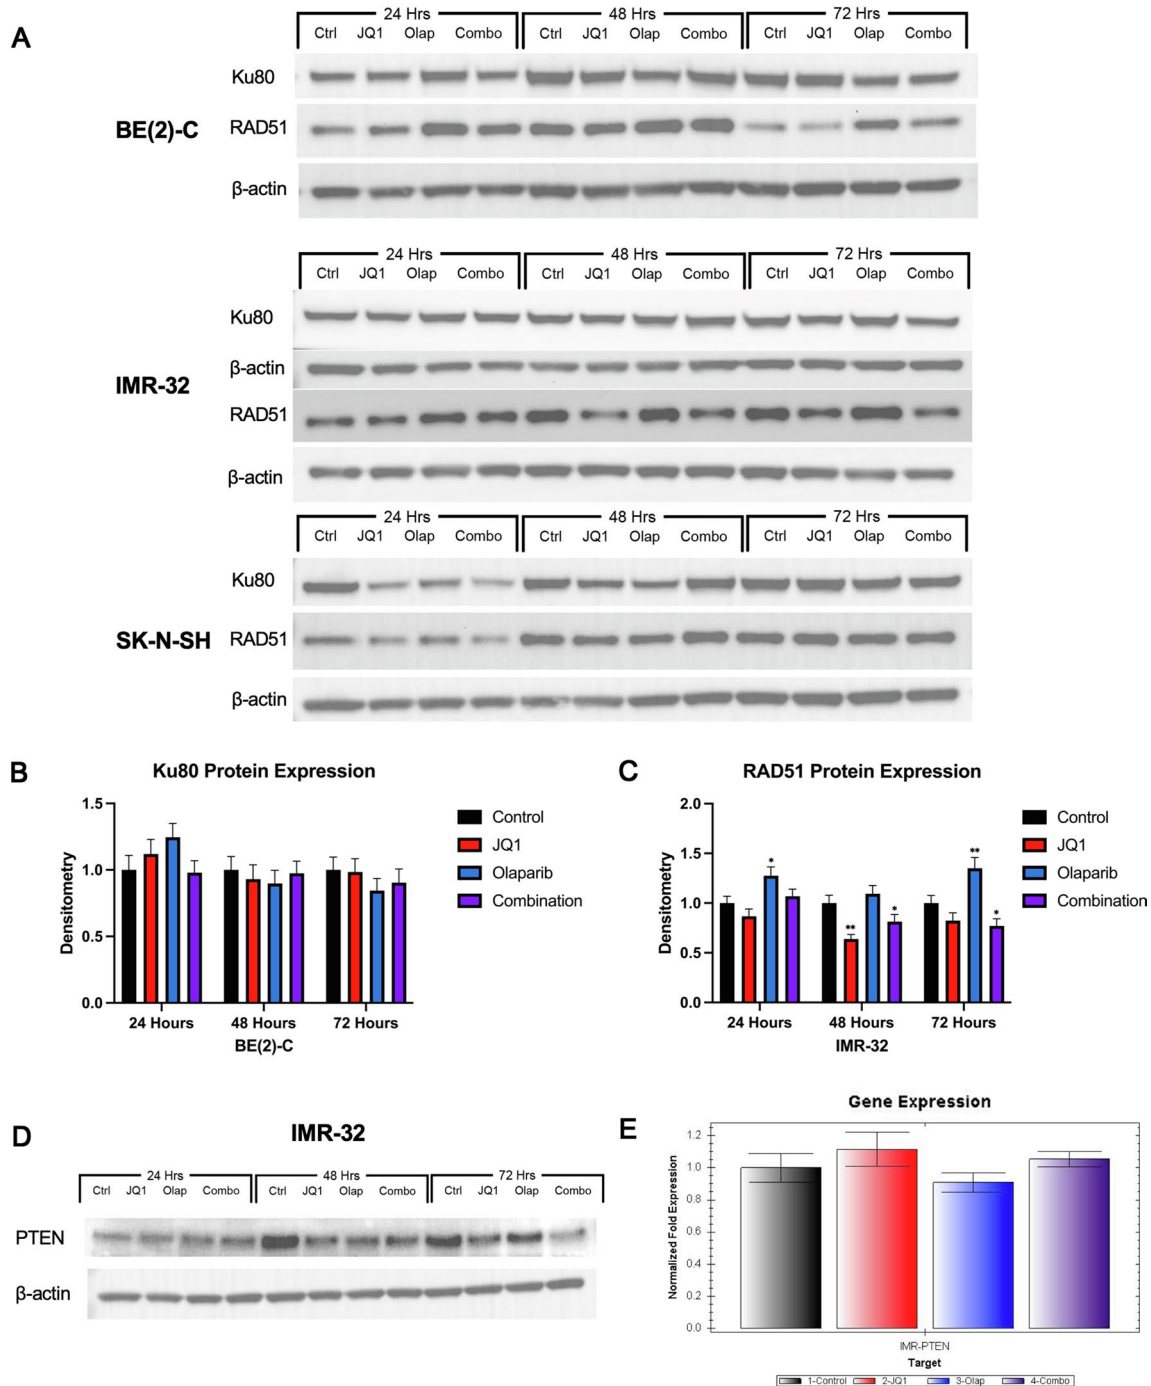 A
24 Hrs 48 Hrs 72 Hrs
Ctrl JQ1 Olap Combo Ctrl JQ1 Olap Combo Ctrl JQ1 Olap Combo
Ku80
BE(2)-C
RAD51
β-actin
24 Hrs 48 Hrs 72 Hrs
Ctrl JQ1 Olap Combo Ctrl JQ1 Olap Combo Ctrl JQ1 Olap Combo
Ku80
β-actin
IMR-32
RAD51
β-actin
24 Hrs 48 Hrs 72 Hrs
Ctrl JQ1 Olap Combo Ctrl JQ1 Olap Combo Ctrl JQ1 Olap Combo
Ku80
SK-N-SH
RAD51
β-actin
B
Ku80 Protein Expression
1.5
1.0
0.5
0.0
Densitometry
24 Hours 48 Hours 72 Hours
BE(2)-C
Control
JQ1
Olaparib
Combination
C
RAD51 Protein Expression
2.0
1.5
1.0
0.5
0.0
Densitometry
* ** * ** *
24 Hours 48 Hours 72 Hours
IMR-32
Control
JQ1
Olaparib
Combination
D
IMR-32
24 Hrs 48 Hrs 72 Hrs
Ctrl JQ1 Olap Combo Ctrl JQ1 Olap Combo Ctrl JQ1 Olap Combo
PTEN
β-actin
E
Gene Expression
1.2
1.0
0.8
0.6
0.4
0.2
0.0
Normalized Fold Expression
IMR-PTEN
Target
1-Control 2-JQ1 3-Olap 4-Combo